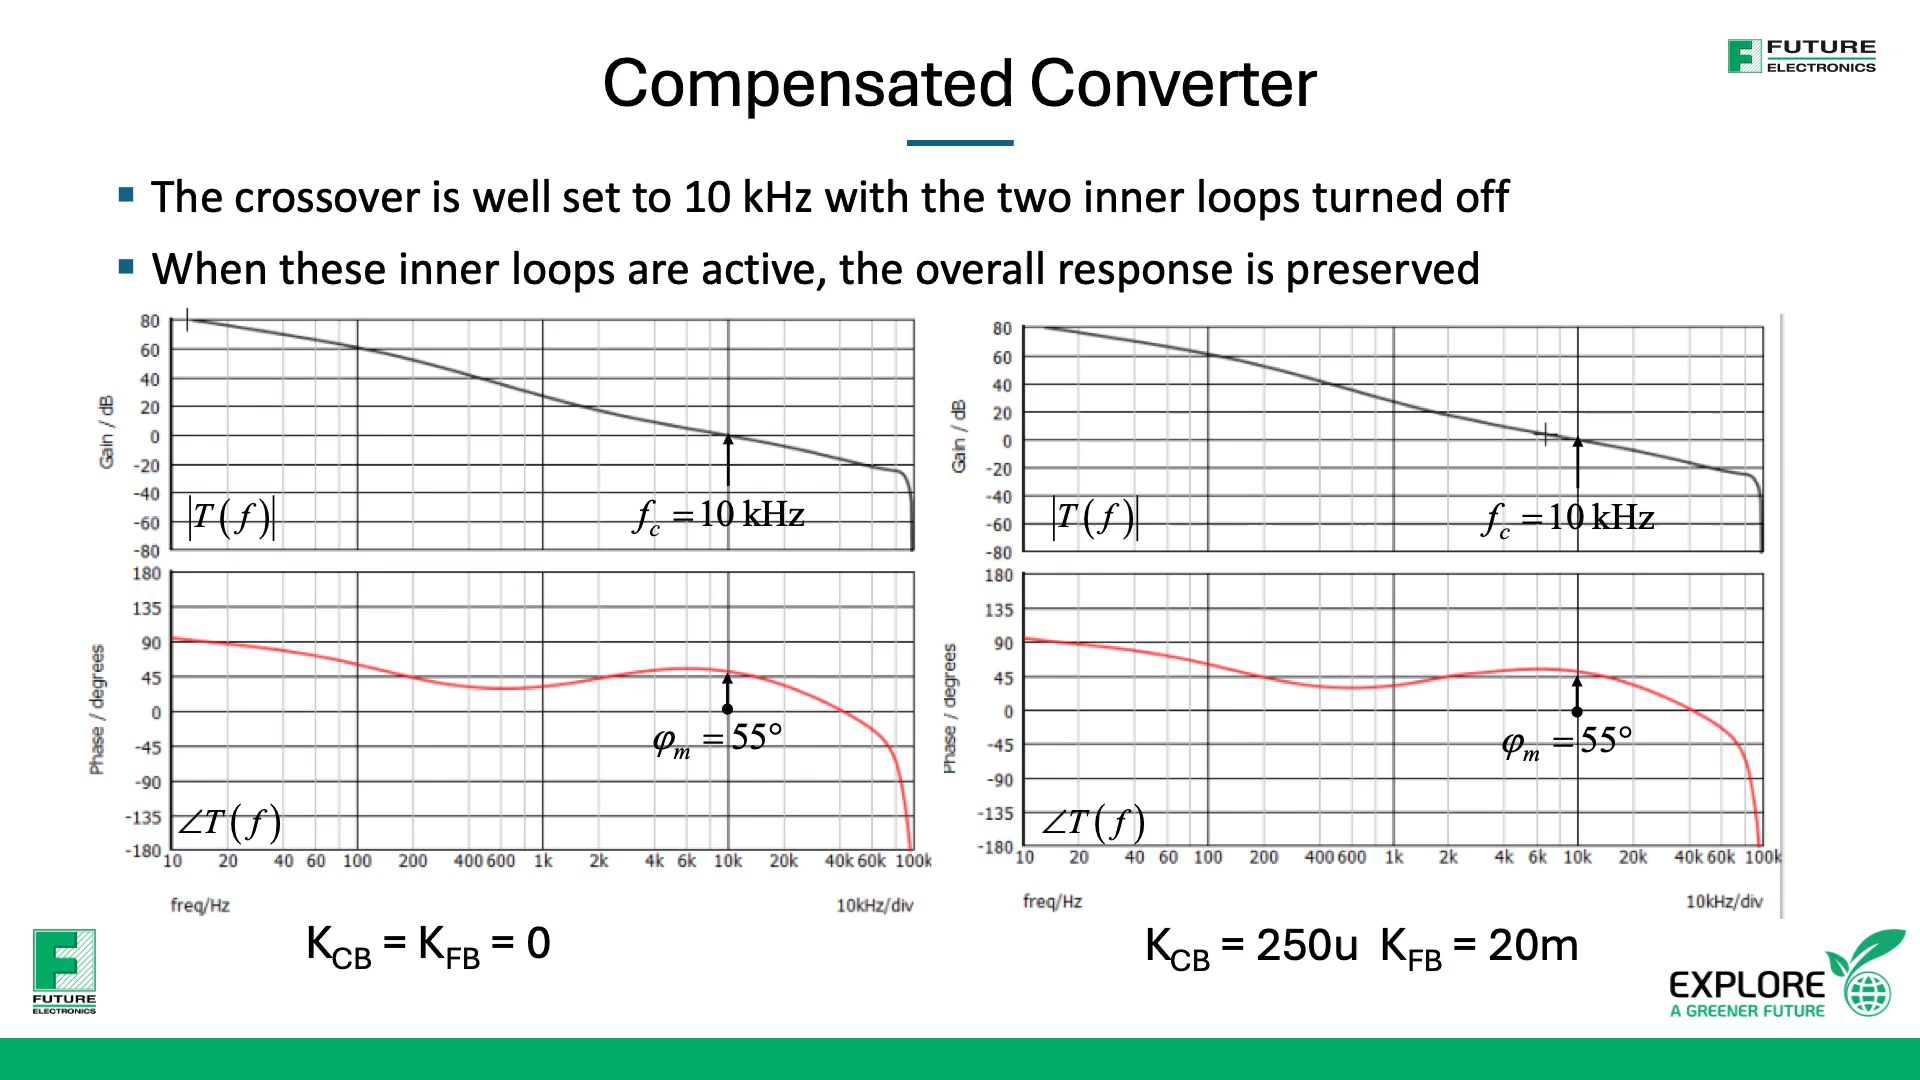 FUTURE
ELECTRONICS
Compensated Converter
▪ The crossover is well set to 10 kHz with the two inner loops turned off
▪ When these inner loops are active, the overall response is preserved
Gain / dB
80
60
40
20
0
-20
-40
-60
-80
|T(f)|
f_c = 10 kHz
Phase / degrees
180
135
90
45
0
-45
-90
-135
-180
φ_m = 55°
∠T(f)
10 20 40 60 100 200 400 600 1k 2k 4k 6k 10k 20k 40k 60k 100k
freq/Hz 10kHz/div
K_CB = K_FB = 0
Gain / dB
80
60
40
20
0
-20
-40
-60
-80
|T(f)|
f_c = 10 kHz
Phase / degrees
180
135
90
45
0
-45
-90
-135
-180
φ_m = 55°
∠T(f)
10 20 40 60 100 200 400 600 1k 2k 4k 6k 10k 20k 40k 60k 100k
freq/Hz 10kHz/div
K_CB = 250u K_FB = 20m
FUTURE
ELECTRONICS
EXPLORE
A GREENER FUTURE